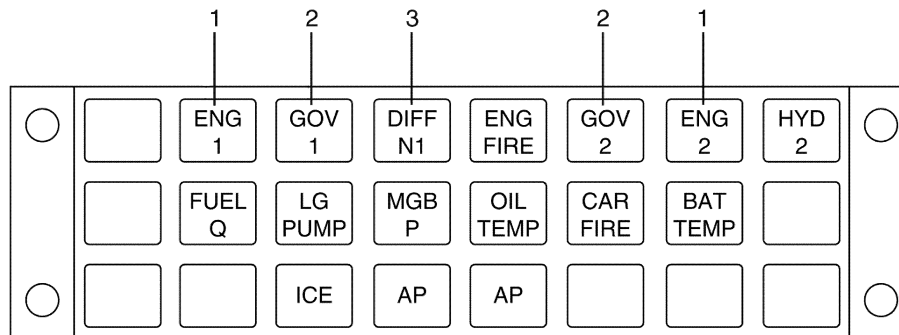 1 2 3 2 1
ENG GOV DIFF ENG GOV ENG HYD
1 1 N1 FIRE 2 2 2
FUEL LG MGB OIL CAR BAT
Q PUMP P TEMP FIRE TEMP
ICE AP AP